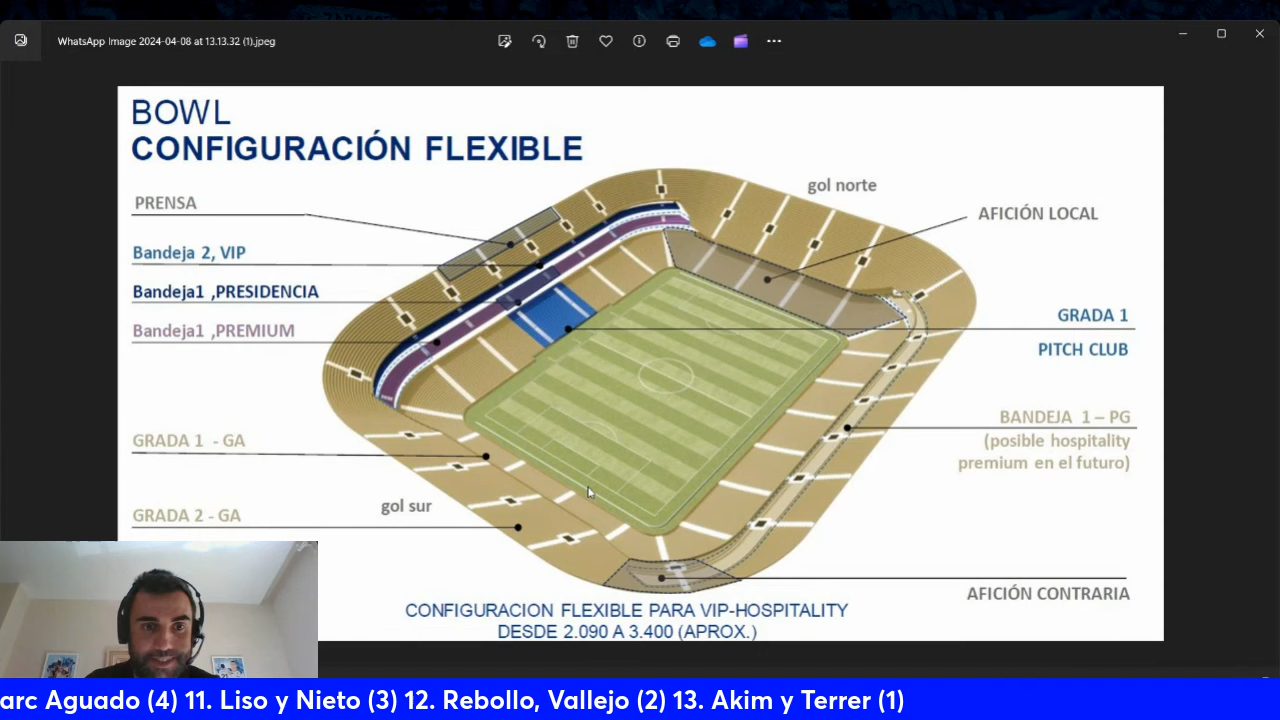 WhatsApp Image 2024-04-08 at 13.13.32 (1).jpeg
BOWL
CONFIGURACIÓN FLEXIBLE
PRENSA
Bandeja 2, VIP
Bandeja1 ,PRESIDENCIA
Bandeja1 ,PREMIUM
GRADA 1 - GA
GRADA 2 - GA
gol sur
gol norte
AFICIÓN LOCAL
GRADA 1
PITCH CLUB
BANDEJA 1 – PG
(posible hospitality
premium en el futuro)
AFICIÓN CONTRARIA
CONFIGURACION FLEXIBLE PARA VIP-HOSPITALITY
DESDE 2.090 A 3.400 (APROX.)
arc Aguado (4) 11. Liso y Nieto (3) 12. Rebollo, Vallejo (2) 13. Akim y Terrer (1)